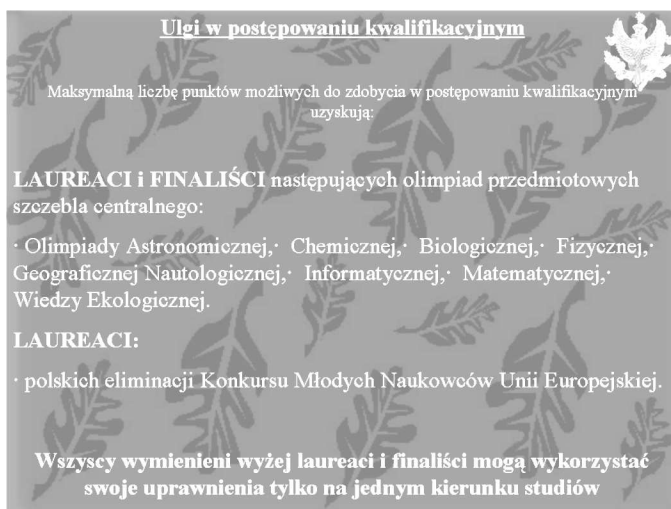 Ulgi w postępowaniu kwalifikacyjnym
Maksymalną liczbę punktów możliwych do zdobycia w postępowaniu kwalifikacyjnym
uzyskują:
LAUREACI i FINALIŚCI następujących olimpiad przedmiotowych
szczebla centralnego:
· Olimpiady Astronomicznej,· Chemicznej,· Biologicznej,· Fizycznej,·
Geograficznej Nautologicznej,· Informatycznej,· Matematycznej,·
Wiedzy Ekologicznej.
LAUREACI:
· polskich eliminacji Konkursu Młodych Naukowców Unii Europejskiej.
Wszyscy wymienieni wyżej laureaci i finaliści mogą wykorzystać
swoje uprawnienia tylko na jednym kierunku studiów